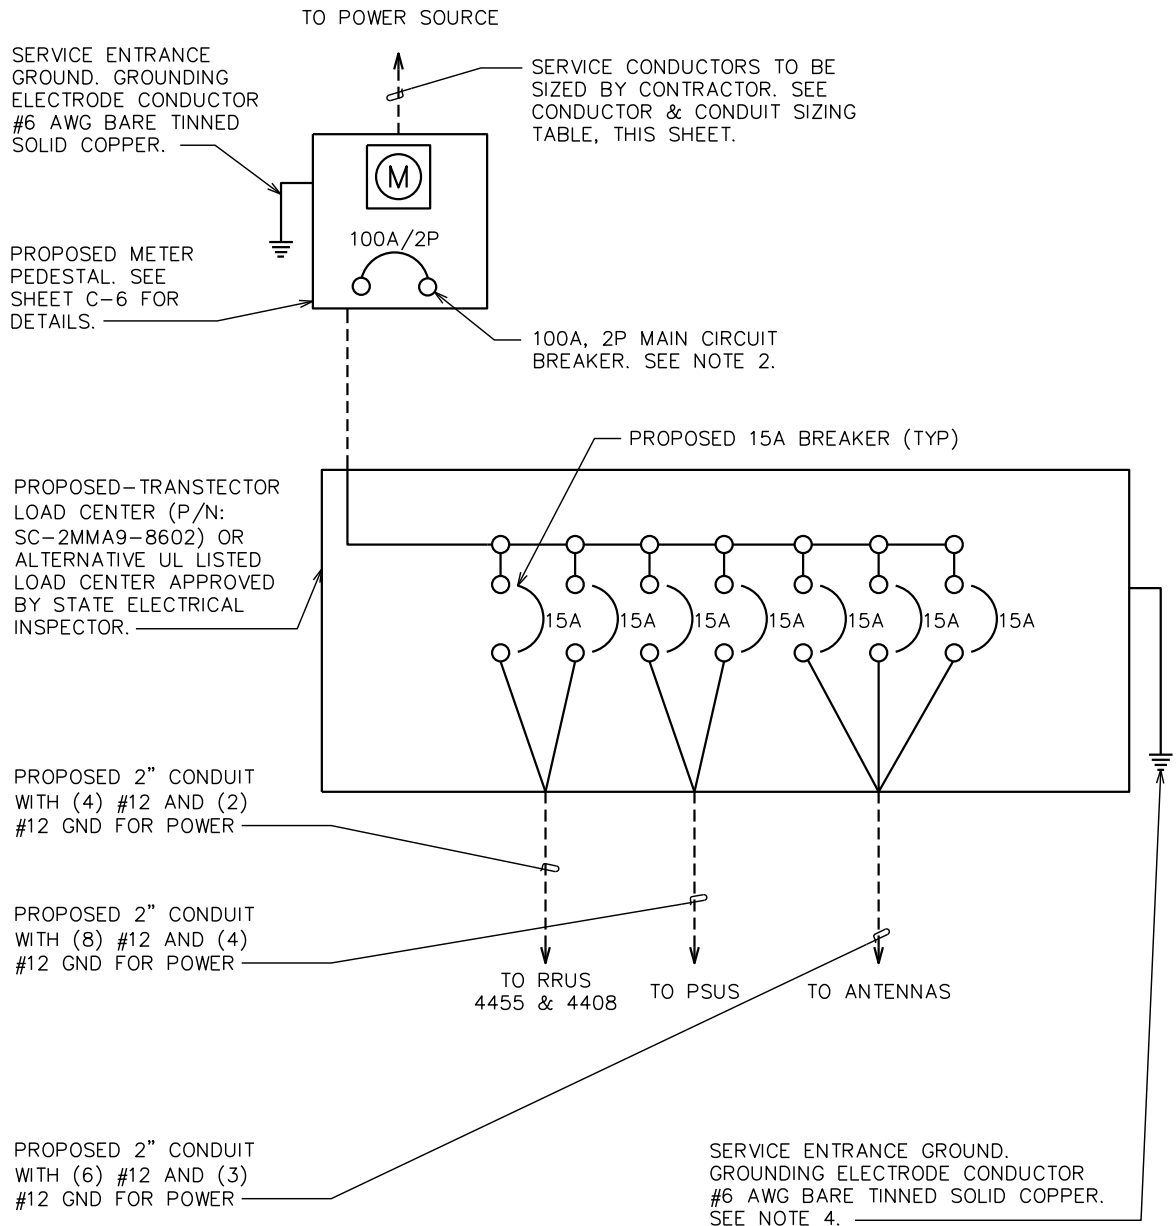 TO POWER SOURCE
SERVICE ENTRANCE
GROUND. GROUNDING
ELECTRODE CONDUCTOR
#6 AWG BARE TINNED
SOLID COPPER.
SERVICE CONDUCTORS TO BE
SIZED BY CONTRACTOR. SEE
CONDUCTOR & CONDUIT SIZING
TABLE, THIS SHEET.
M
100A/2P
PROPOSED METER
PEDESTAL. SEE
SHEET C-6 FOR
DETAILS.
100A, 2P MAIN CIRCUIT
BREAKER. SEE NOTE 2.
PROPOSED 15A BREAKER (TYP)
PROPOSED-TRANSTECTOR
LOAD CENTER (P/N:
SC-2MMA9-8602) OR
ALTERNATIVE UL LISTED
LOAD CENTER APPROVED
BY STATE ELECTRICAL
INSPECTOR.
15A 15A 15A 15A 15A 15A 15A
PROPOSED 2" CONDUIT
WITH (4) #12 AND (2)
#12 GND FOR POWER
PROPOSED 2" CONDUIT
WITH (8) #12 AND (4)
#12 GND FOR POWER
TO RRUS
4455 & 4408
TO PSUS
TO ANTENNAS
PROPOSED 2" CONDUIT
WITH (6) #12 AND (3)
#12 GND FOR POWER
SERVICE ENTRANCE GROUND.
GROUNDING ELECTRODE CONDUCTOR
#6 AWG BARE TINNED SOLID COPPER.
SEE NOTE 4.